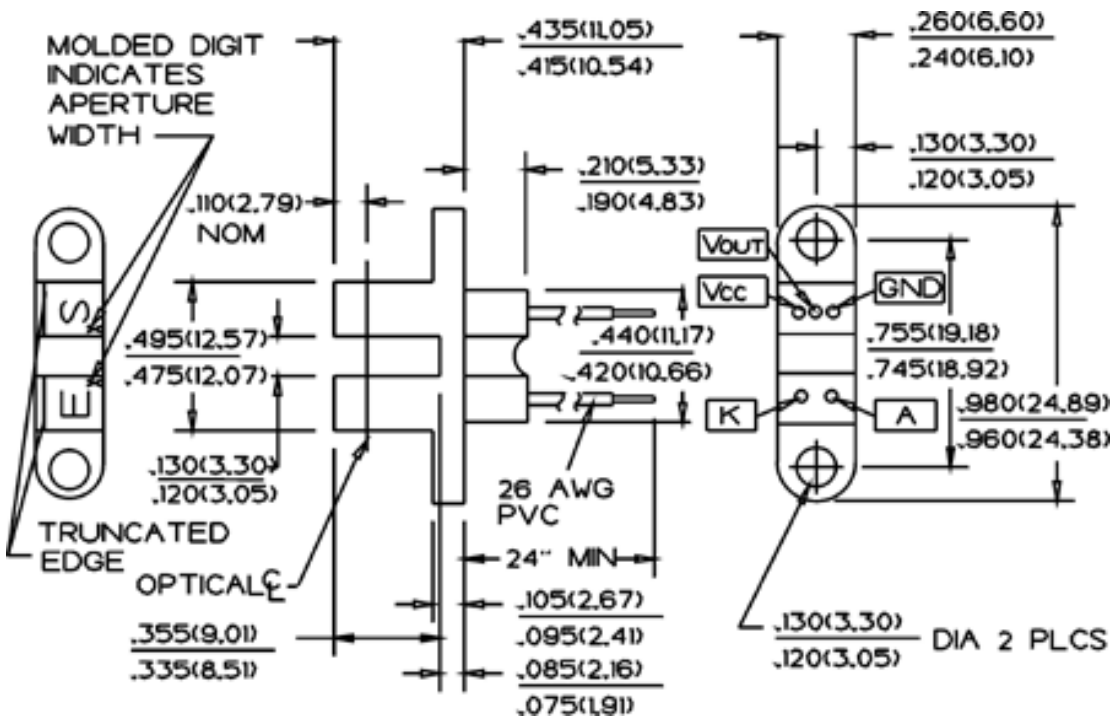 MOLDED DIGIT
INDICATES
APERTURE
WIDTH
.435(11.05)
.415(10.54)
.260(6.60)
.240(6.10)
.210(5.33)
.190(4.83)
.130(3.30)
.120(3.05)
.110(2.79)
NOM
VOUT
VCC
GND
S
E
.495(12.57)
.475(12.07)
.440(11.17)
.420(10.66)
.755(19.18)
.745(18.92)
K
A
.980(24.89)
.960(24.38)
.130(3.30)
.120(3.05)
26 AWG
PVC
TRUNCATED
EDGE
24" MIN
OPTICAL ℄
.105(2.67)
.095(2.41)
.355(9.01)
.335(8.51)
.085(2.16)
.075(1.91)
.130(3.30)
.120(3.05)
DIA 2 PLCS